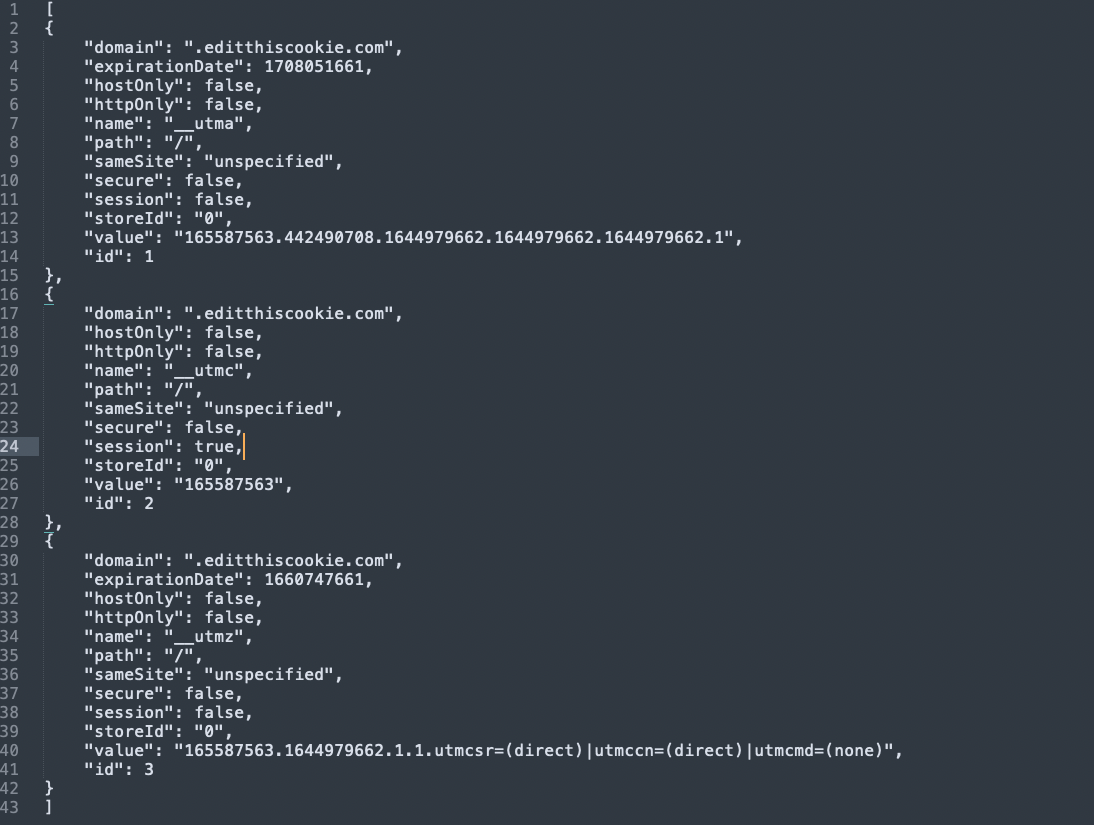 1 [
2 {
3 "domain": ".editthiscookie.com",
4 "expirationDate": 1708051661,
5 "hostOnly": false,
6 "httpOnly": false,
7 "name": "__utma",
8 "path": "/",
9 "sameSite": "unspecified",
10 "secure": false,
11 "session": false,
12 "storeId": "0",
13 "value": "165587563.442490708.1644979662.1644979662.1644979662.1",
14 "id": 1
15 },
16 {
17 "domain": ".editthiscookie.com",
18 "hostOnly": false,
19 "httpOnly": false,
20 "name": "__utmc",
21 "path": "/",
22 "sameSite": "unspecified",
23 "secure": false,
24 "session": true,
25 "storeId": "0",
26 "value": "165587563",
27 "id": 2
28 },
29 {
30 "domain": ".editthiscookie.com",
31 "expirationDate": 1660747661,
32 "hostOnly": false,
33 "httpOnly": false,
34 "name": "__utmz",
35 "path": "/",
36 "sameSite": "unspecified",
37 "secure": false,
38 "session": false,
39 "storeId": "0",
40 "value": "165587563.1644979662.1.1.utmcsr=(direct)|utmccn=(direct)|utmcmd=(none)",
41 "id": 3
42 }
43 ]